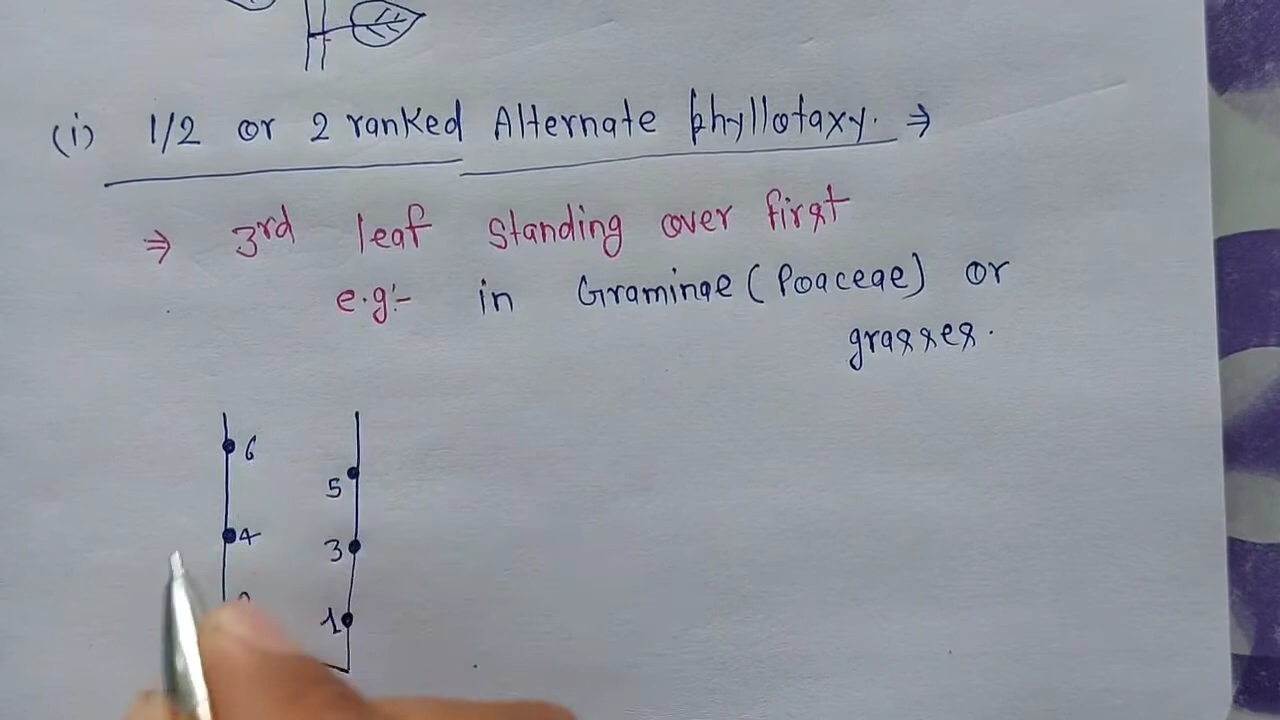 (i) 1/2 or 2 ranked Alternate phyllotaxy. ⇒
⇒ 3rd leaf standing over first
e.g:- in Graminae (Poaceae) or
grasses.
6
5
4
3
1